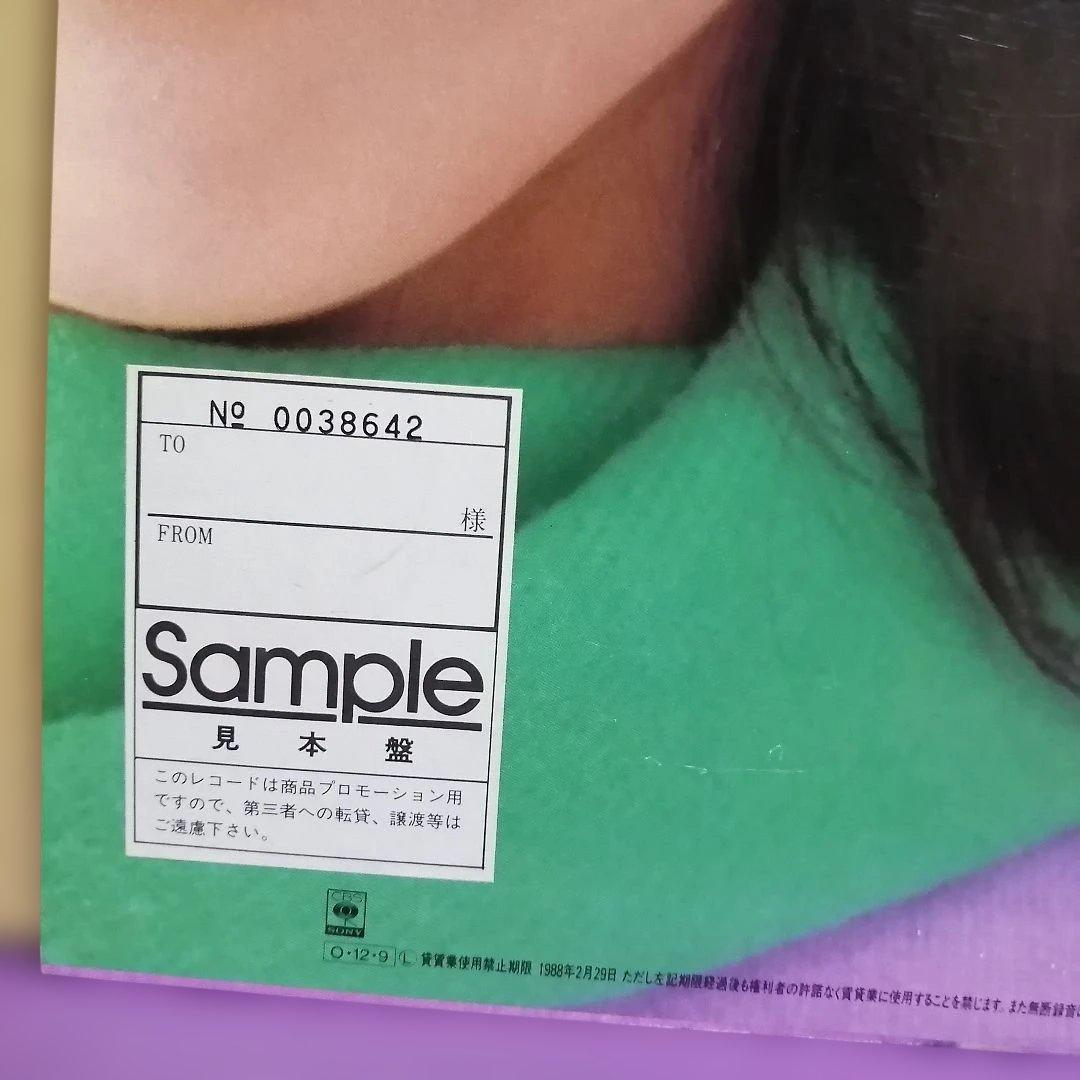 № 0038642
TO
様
FROM
Sample
見本盤
このレコードは商品プロモーション用
ですので、第三者への転貸、譲渡等は
ご遠慮下さい。
CBS
SONY
O・12・9 Ⓛ 貸賃業使用禁止期限 1988年2月29日 ただし左記期限経過後も権利者の許諾なく賃貸業に使用することを禁じます。また無断録音